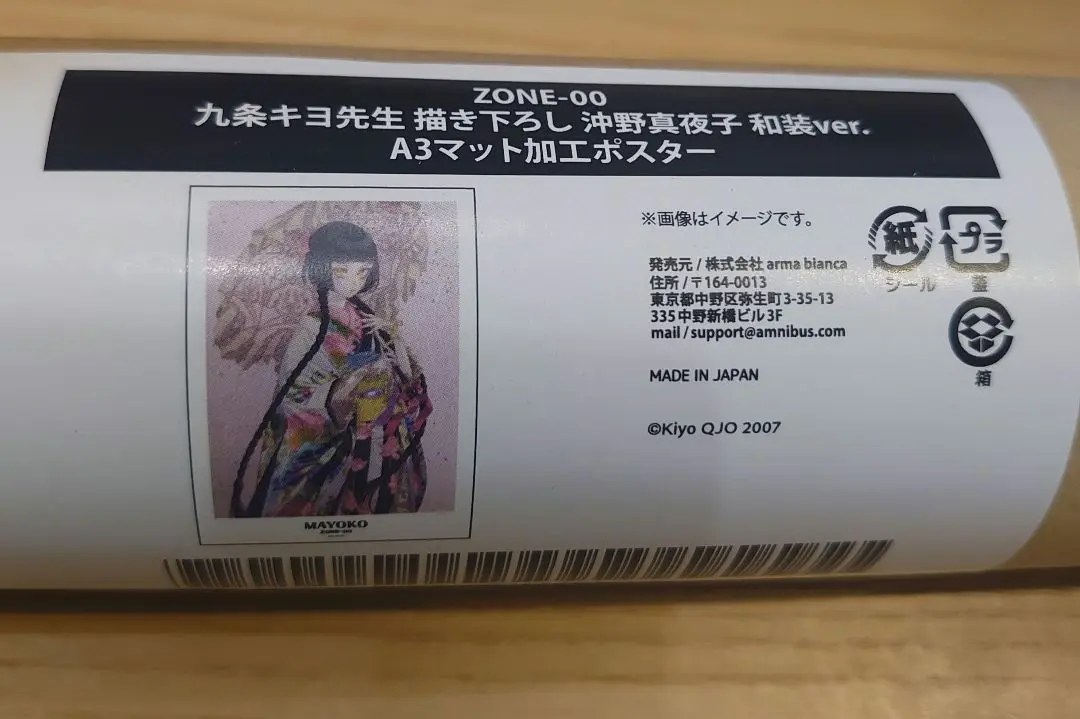 ZONE-00
九条キヨ先生 描き下ろし 沖野真夜子 和装ver.
A3マット加工ポスター
※画像はイメージです。
紙
プラ
シール
蓋
発売元 / 株式会社 arma bianca
住所 / 〒164-0013
東京都中野区弥生町3-35-13
335 中野新橋ビル 3F
mail / support@amnibus.com
箱
MADE IN JAPAN
©Kiyo QJO 2007
MAYOKO
ZONE-00